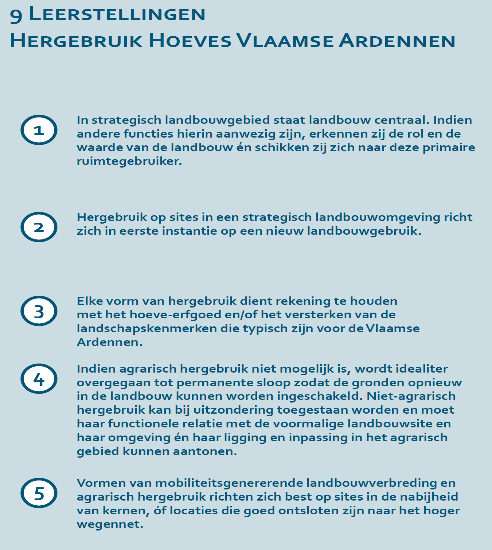 9 Leerstellingen
Hergebruik Hoeves Vlaamse Ardennen
1
In strategisch landbouwgebied staat landbouw centraal. Indien
andere functies hierin aanwezig zijn, erkennen zij de rol en de
waarde van de landbouw én schikken zij zich naar deze primaire
ruimtegebruiker.
2
Hergebruik op sites in een strategisch landbouwomgeving richt
zich in eerste instantie op een nieuw landbouwgebruik.
3
Elke vorm van hergebruik dient rekening te houden
met het hoeve-erfgoed en/of het versterken van de
landschapskenmerken die typisch zijn voor de Vlaamse
Ardennen.
4
Indien agrarisch hergebruik niet mogelijk is, wordt idealiter
overgegaan tot permanente sloop zodat de gronden opnieuw
in de landbouw kunnen worden ingeschakeld. Niet-agrarisch
hergebruik kan bij uitzondering toegestaan worden en moet
haar functionele relatie met de voormalige landbouwsite en
haar omgeving én haar ligging en inpassing in het agrarisch
gebied kunnen aantonen.
5
Vormen van mobiliteitsgenererende landbouwverbreding en
agrarisch hergebruik richten zich best op sites in de nabijheid
van kernen, óf locaties die goed ontsloten zijn naar het hoger
wegennet.